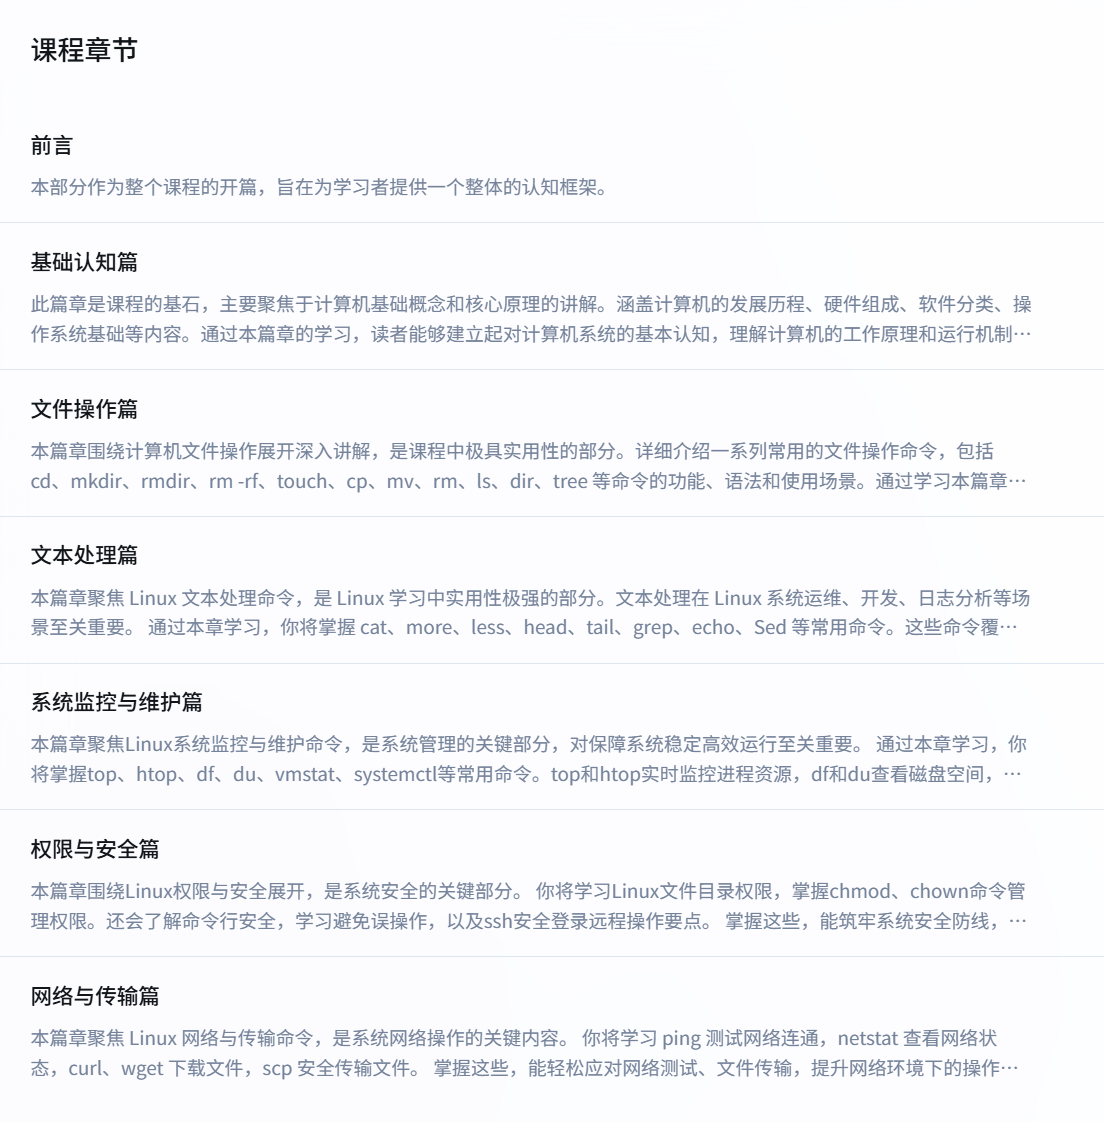 课程章节
前言
本部分作为整个课程的开篇，旨在为学习者提供一个整体的认知框架。
基础认知篇
此篇章是课程的基石，主要聚焦于计算机基础概念和核心原理的讲解。涵盖计算机的发展历程、硬件组成、软件分类、操
作系统基础等内容。通过本篇章的学习，读者能够建立起对计算机系统的基本认知，理解计算机的工作原理和运行机制…
文件操作篇
本篇章围绕计算机文件操作展开深入讲解，是课程中极具实用性的部分。详细介绍一系列常用的文件操作命令，包括
cd、mkdir、rmdir、rm -rf、touch、cp、mv、rm、ls、dir、tree 等命令的功能、语法和使用场景。通过学习本篇章…
文本处理篇
本篇章聚焦 Linux 文本处理命令，是 Linux 学习中实用性极强的部分。文本处理在 Linux 系统运维、开发、日志分析等场
景至关重要。 通过本章学习，你将掌握 cat、more、less、head、tail、grep、echo、Sed 等常用命令。这些命令覆…
系统监控与维护篇
本篇章聚焦Linux系统监控与维护命令，是系统管理的关键部分，对保障系统稳定高效运行至关重要。 通过本章学习，你
将掌握top、htop、df、du、vmstat、systemctl等常用命令。top和htop实时监控进程资源，df和du查看磁盘空间，…
权限与安全篇
本篇章围绕Linux权限与安全展开，是系统安全的关键部分。 你将学习Linux文件目录权限，掌握chmod、chown命令管
理权限。还会了解命令行安全，学习避免误操作，以及ssh安全登录远程操作要点。 掌握这些，能筑牢系统安全防线，…
网络与传输篇
本篇章聚焦 Linux 网络与传输命令，是系统网络操作的关键内容。 你将学习 ping 测试网络连通，netstat 查看网络状
态，curl、wget 下载文件，scp 安全传输文件。 掌握这些，能轻松应对网络测试、文件传输，提升网络环境下的操作…